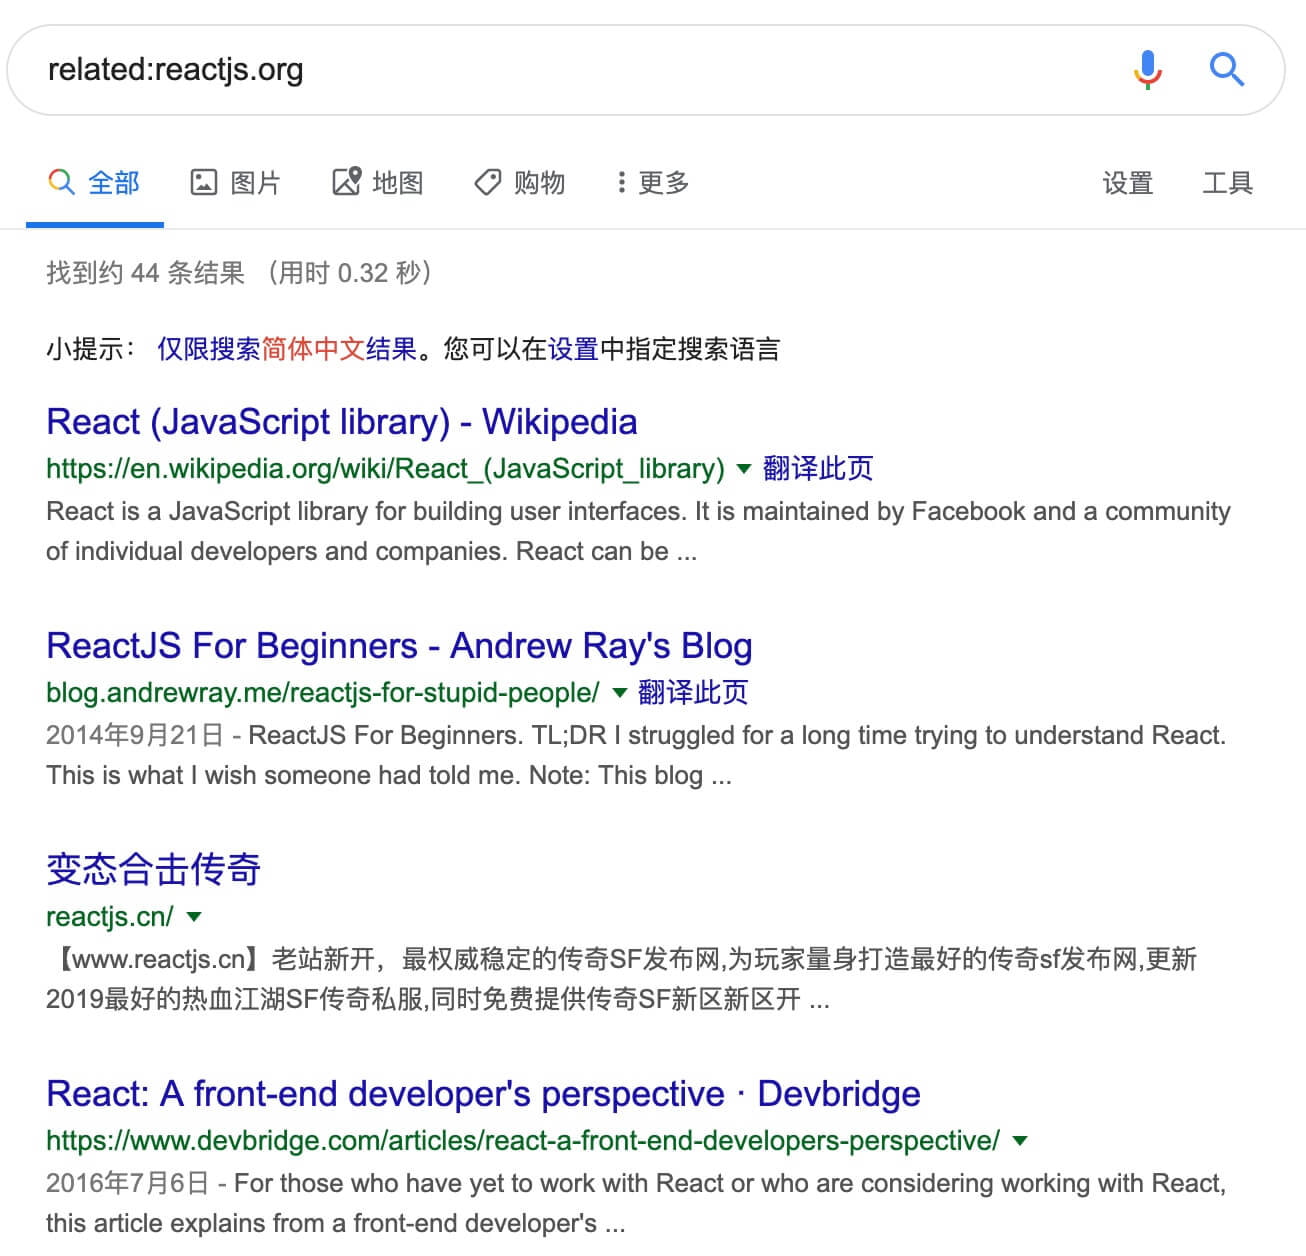 related:reactjs.org
全部 图片 地图 购物 更多 设置 工具
找到约 44 条结果 （用时 0.32 秒）
小提示： 仅限搜索简体中文结果。您可以在设置中指定搜索语言
React (JavaScript library) - Wikipedia
https://en.wikipedia.org/wiki/React_(JavaScript_library) 翻译此页
React is a JavaScript library for building user interfaces. It is maintained by Facebook and a community
of individual developers and companies. React can be ...
ReactJS For Beginners - Andrew Ray's Blog
blog.andrewray.me/reactjs-for-stupid-people/ 翻译此页
2014年9月21日 - ReactJS For Beginners. TL;DR I struggled for a long time trying to understand React.
This is what I wish someone had told me. Note: This blog ...
变态合击传奇
reactjs.cn/
【www.reactjs.cn】老站新开，最权威稳定的传奇SF发布网,为玩家量身打造最好的传奇sf发布网,更新
2019最好的热血江湖SF传奇私服,同时免费提供传奇SF新区新区开 ...
React: A front-end developer's perspective · Devbridge
https://www.devbridge.com/articles/react-a-front-end-developers-perspective/
2016年7月6日 - For those who have yet to work with React or who are considering working with React,
this article explains from a front-end developer's ...